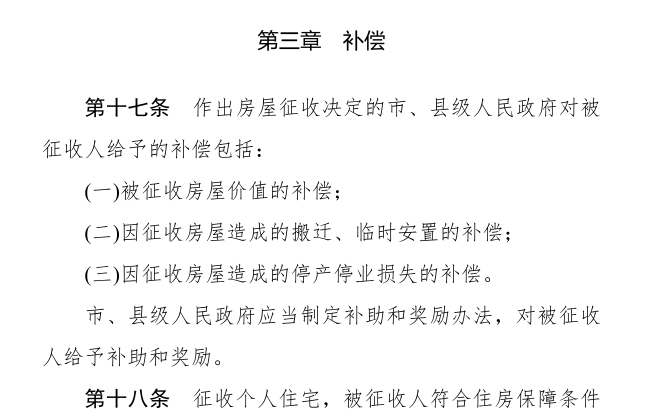 第三章 补偿
第十七条 作出房屋征收决定的市、县级人民政府对被
征收人给予的补偿包括：
(一)被征收房屋价值的补偿；
(二)因征收房屋造成的搬迁、临时安置的补偿；
(三)因征收房屋造成的停产停业损失的补偿。
市、县级人民政府应当制定补助和奖励办法，对被征收
人给予补助和奖励。
第十八条 征收个人住宅，被征收人符合住房保障条件